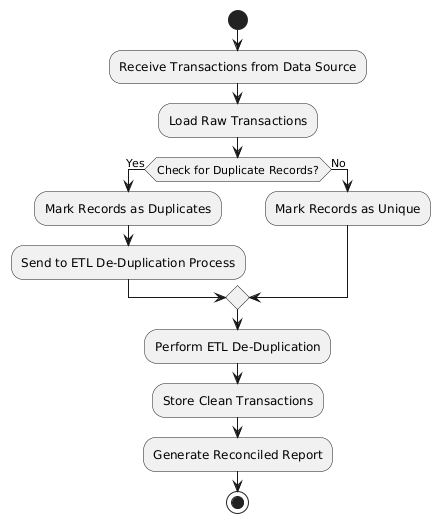 Receive Transactions from Data Source
Load Raw Transactions
Yes
Check for Duplicate Records?
No
Mark Records as Duplicates
Mark Records as Unique
Send to ETL De-Duplication Process
Perform ETL De-Duplication
Store Clean Transactions
Generate Reconciled Report